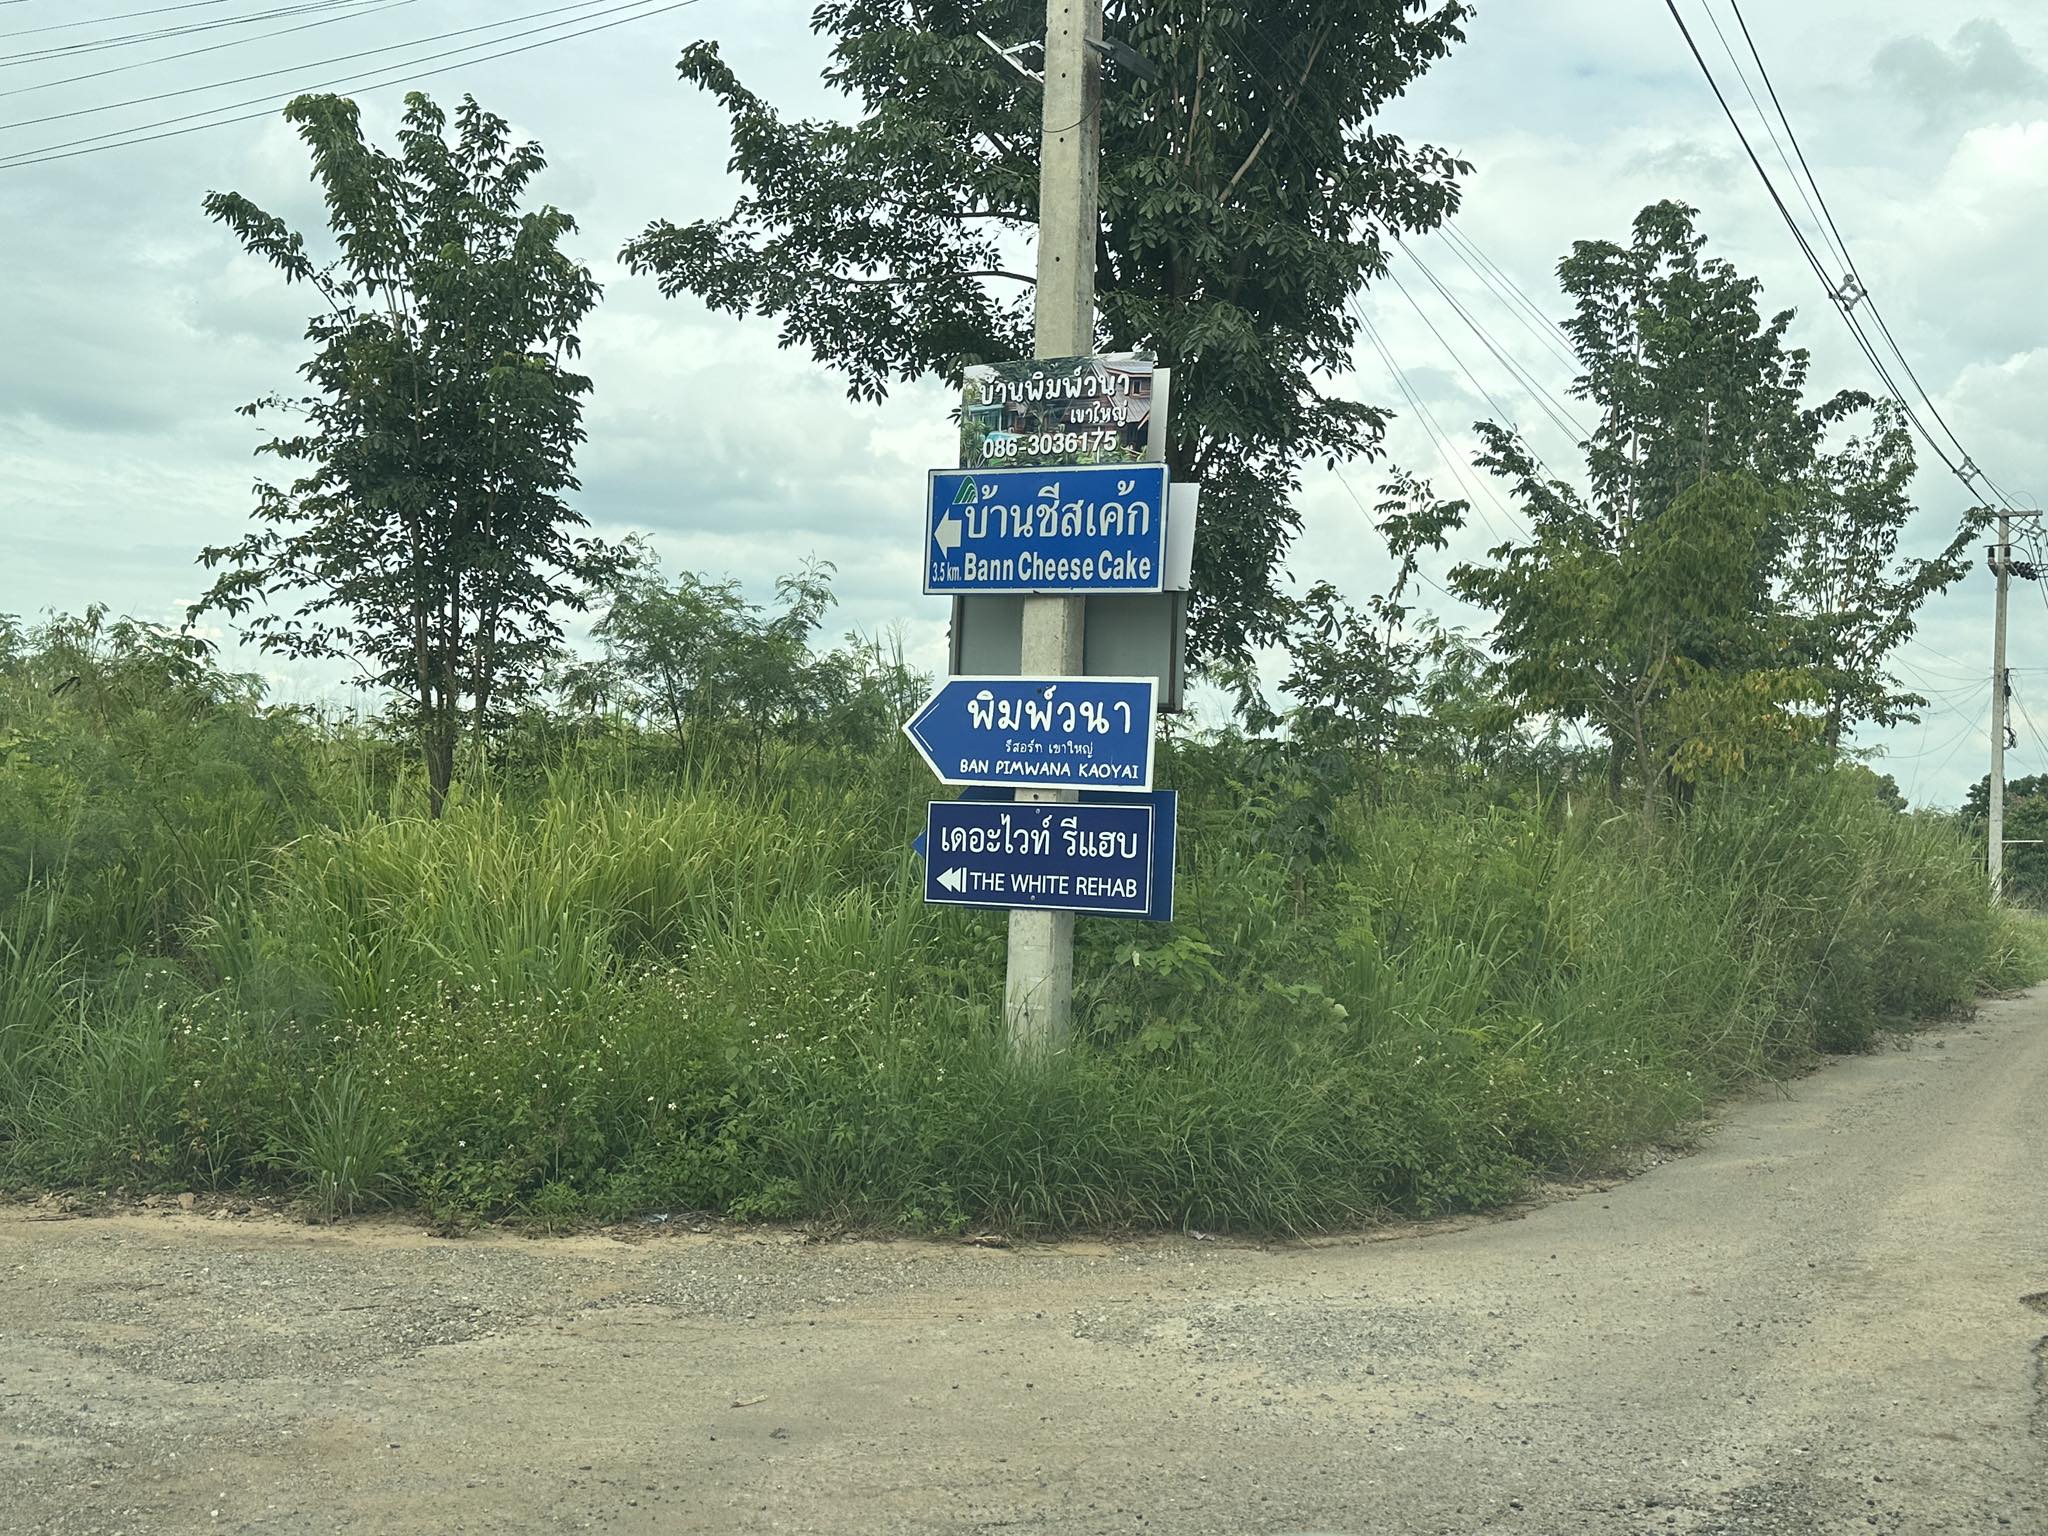 บ้านพิมพ์วนา
เขาใหญ่
086-3036175
บ้านชีสเค้ก
3.5 km. Bann Cheese Cake
พิมพ์วนา
รีสอร์ท เขาใหญ่
BAN PIMWANA KAOYAI
เดอะไวท์ รีแฮบ
THE WHITE REHAB